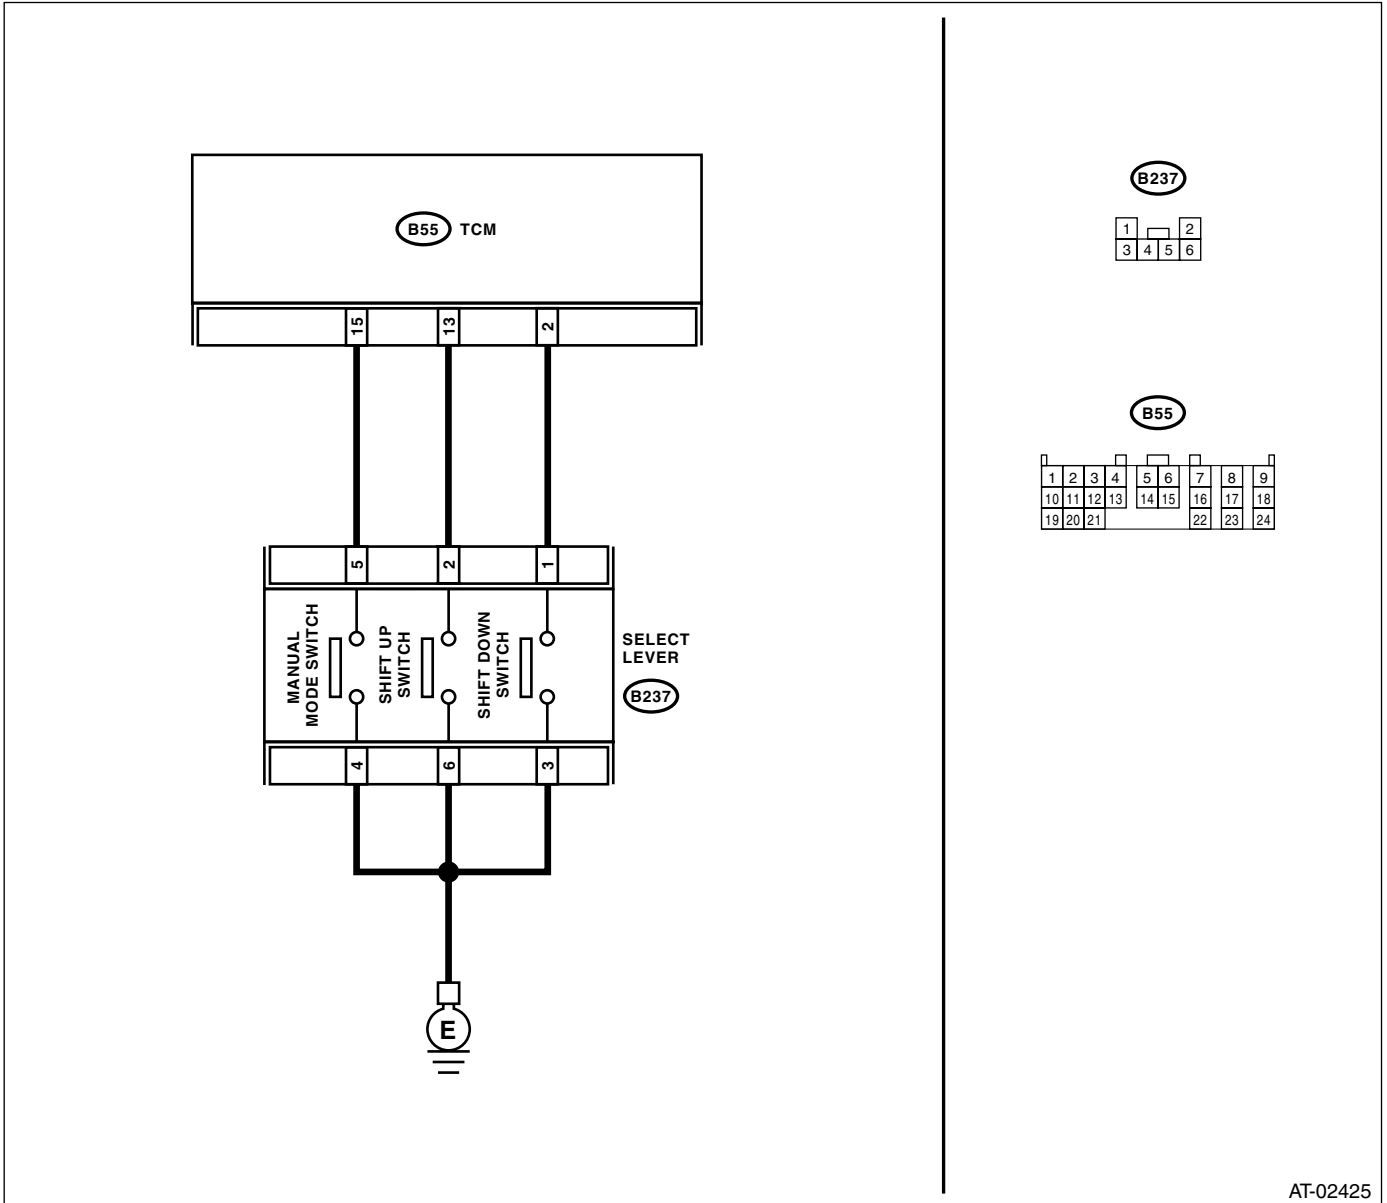 B55 TCM
15 13 2
5 2 1
MANUAL
MODE SWITCH
SHIFT UP
SWITCH
SHIFT DOWN
SWITCH
SELECT
LEVER
B237
4 6 3
E
B237
1 2
3 4 5 6
B55
1 2 3 4 5 6 7 8 9
10 11 12 13 14 15 16 17 18
19 20 21 22 23 24
AT-02425